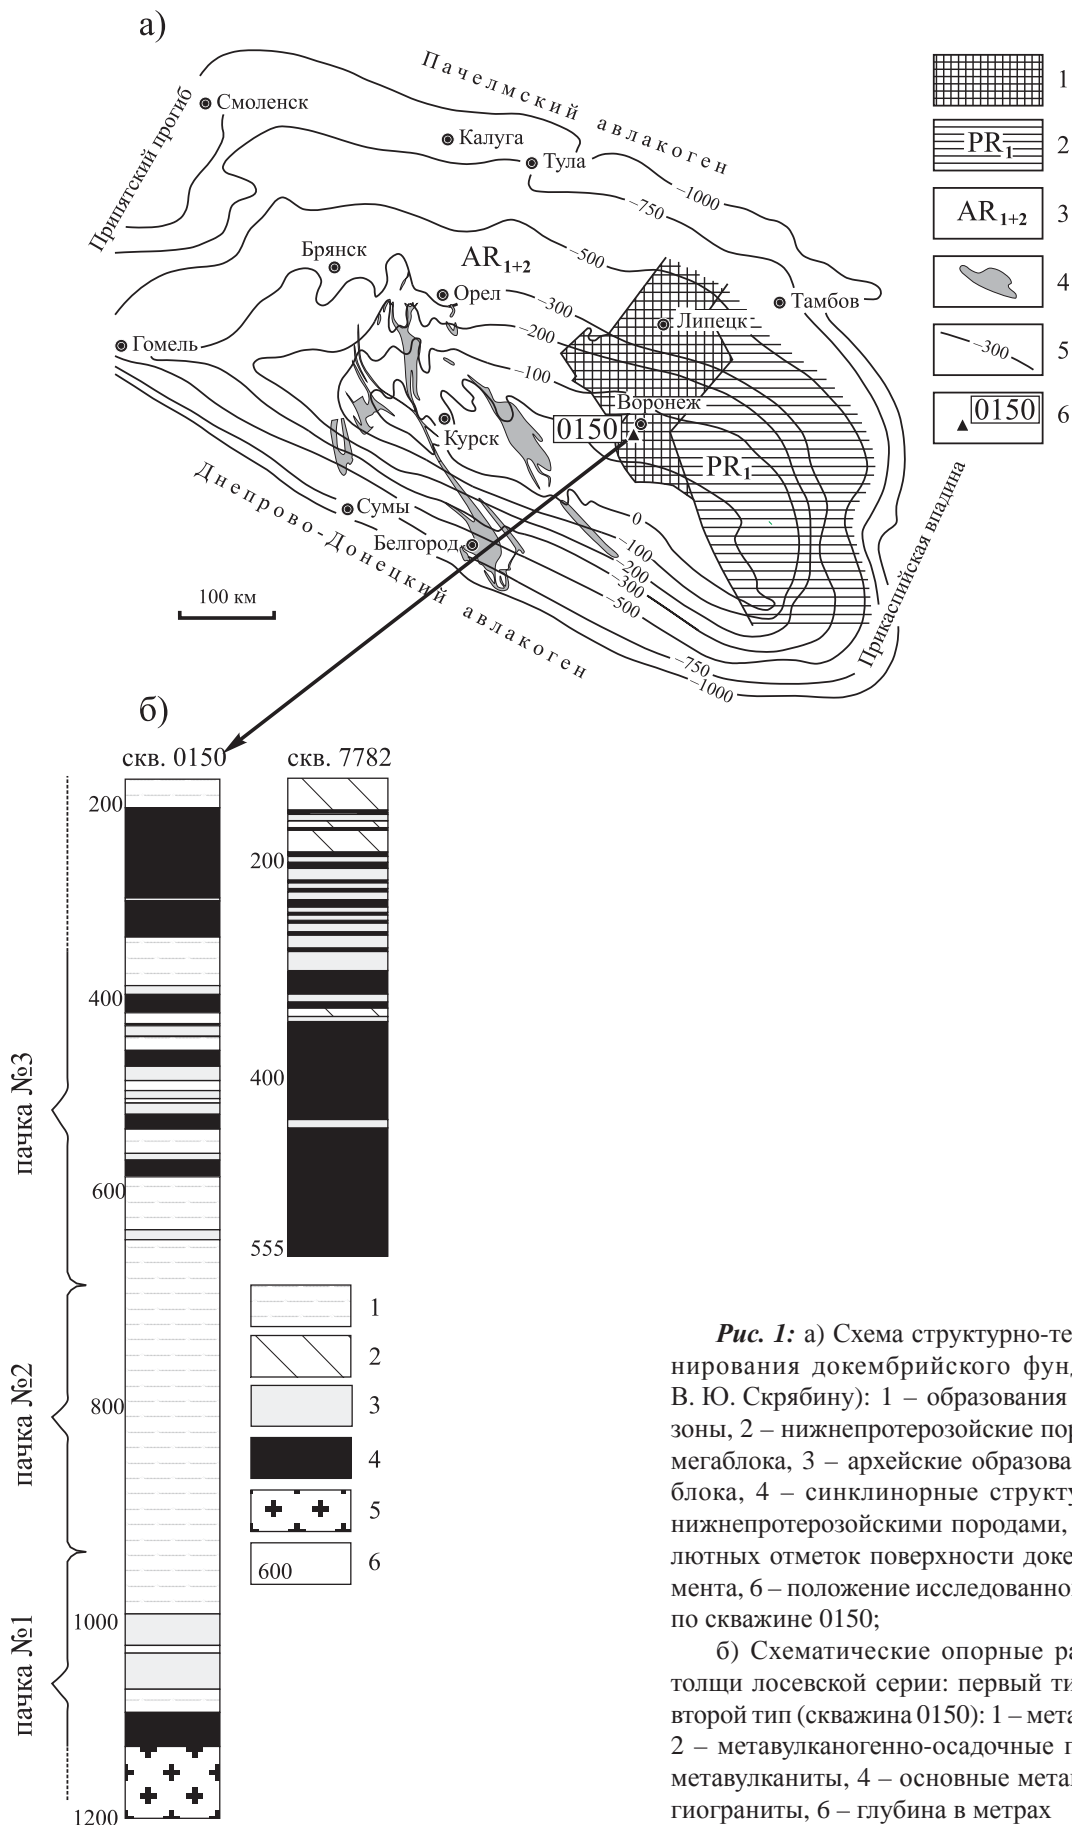 а)
Пачелмский авлакоген
Припятский прогиб
Смоленск
Калуга
Тула
–1000
–750
–500
Брянск
AR1+2
Орел
–300
–200
–100
Липецк
Тамбов
Гомель
Воронеж
0150
Курск
PR1
Сумы
Белгород
0
–100
–200
–300
–500
–750
–1000
Днепрово-Донецкий авлакоген
Прикаспийская впадина
100 км
1
PR1
2
AR1+2
3
4
–300
5
0150
6
б)
скв. 0150
скв. 7782
200
400
600
800
1000
1200
пачка №3
пачка №2
пачка №1
200
400
555
1
2
3
4
5
600
6
Рис. 1: а) Схема структурно-те
нирования докембрийского фунд
В. Ю. Скрябину): 1 – образования
зоны, 2 – нижнепротерозойские пор
мегаблока, 3 – архейские образова
блока, 4 – синклинорные структу
нижнепротерозойскими породами,
лютных отметок поверхности доке
мента, 6 – положение исследованно
по скважине 0150;
б) Схематические опорные ра
толщи лосевской серии: первый ти
второй тип (скважина 0150): 1 – мета
2 – метавулканогенно-осадочные п
метавулканиты, 4 – основные мета
гиограниты, 6 – глубина в метрах